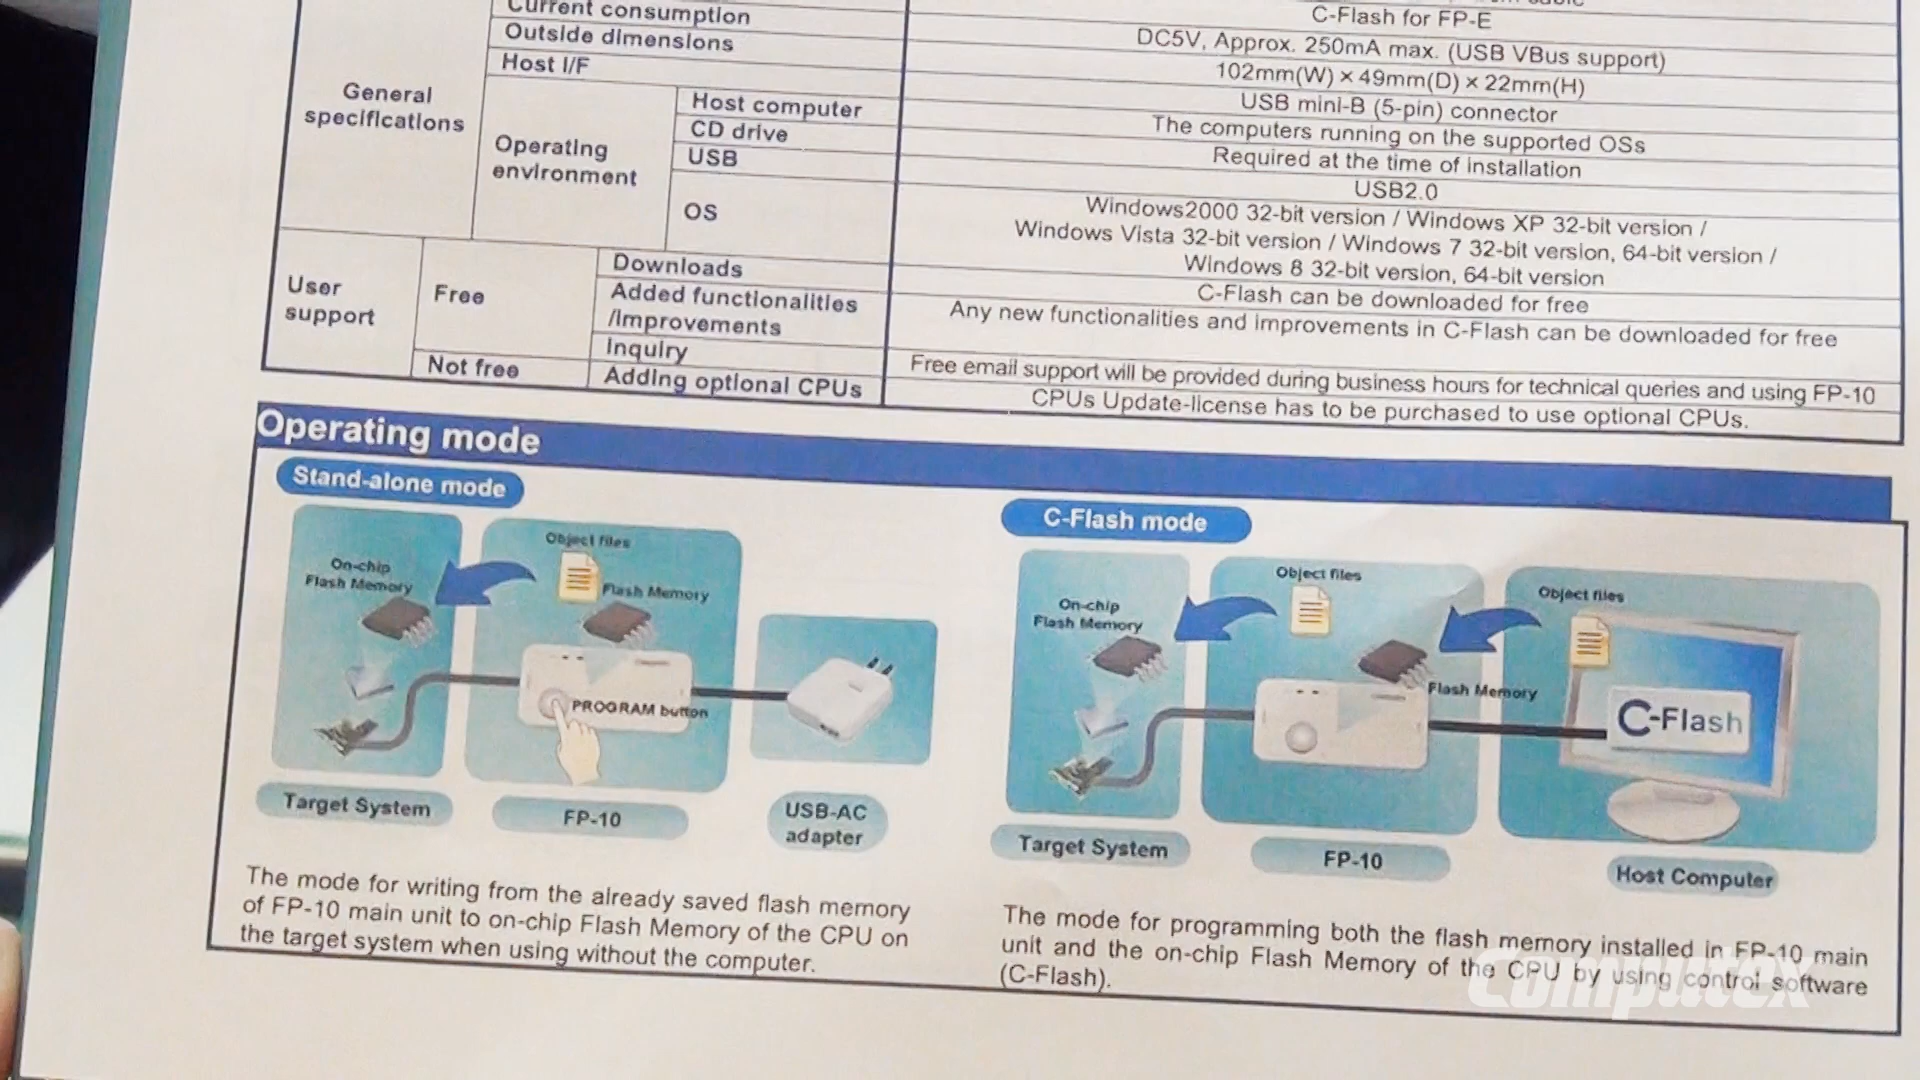 C-Flash for FP-E
Current consumption
DC5V, Approx. 250mA max. (USB VBus support)
Outside dimensions
102mm(W) × 49mm(D) × 22mm(H)
Host I/F
USB mini-B (5-pin) connector
General
specifications
Operating
environment
Host computer
The computers running on the supported OSs
CD drive
Required at the time of installation
USB
USB2.0
OS
Windows2000 32-bit version / Windows XP 32-bit version /
Windows Vista 32-bit version / Windows 7 32-bit version, 64-bit version /
Windows 8 32-bit version, 64-bit version
User
support
Free
Downloads
C-Flash can be downloaded for free
Added functionalities
/Improvements
Any new functionalities and improvements in C-Flash can be downloaded for free
Inquiry
Free email support will be provided during business hours for technical queries and using FP-10
Not free
Adding optional CPUs
CPUs Update-license has to be purchased to use optional CPUs.
Operating mode
Stand-alone mode
On-chip
Flash Memory
Object files
Flash Memory
PROGRAM button
Target System
FP-10
USB-AC
adapter
The mode for writing from the already saved flash memory
of FP-10 main unit to on-chip Flash Memory of the CPU on
the target system when using without the computer.
C-Flash mode
On-chip
Flash Memory
Object files
Flash Memory
Object files
C-Flash
Target System
FP-10
Host Computer
The mode for programming both the flash memory installed in FP-10 main
unit and the on-chip Flash Memory of the CPU by using control software
(C-Flash).
Computex